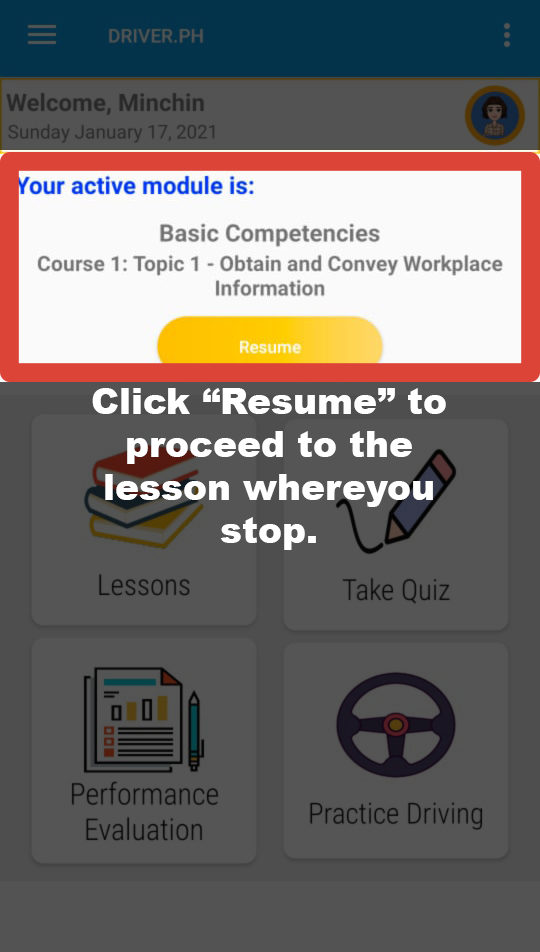 DRIVER.PH
Welcome, Minchin
Sunday January 17, 2021
Your active module is:
Basic Competencies
Course 1: Topic 1 - Obtain and Convey Workplace
Information
Resume
Click “Resume” to
proceed to the
lesson whereyou
stop.
Lessons
Take Quiz
Performance
Evaluation
Practice Driving